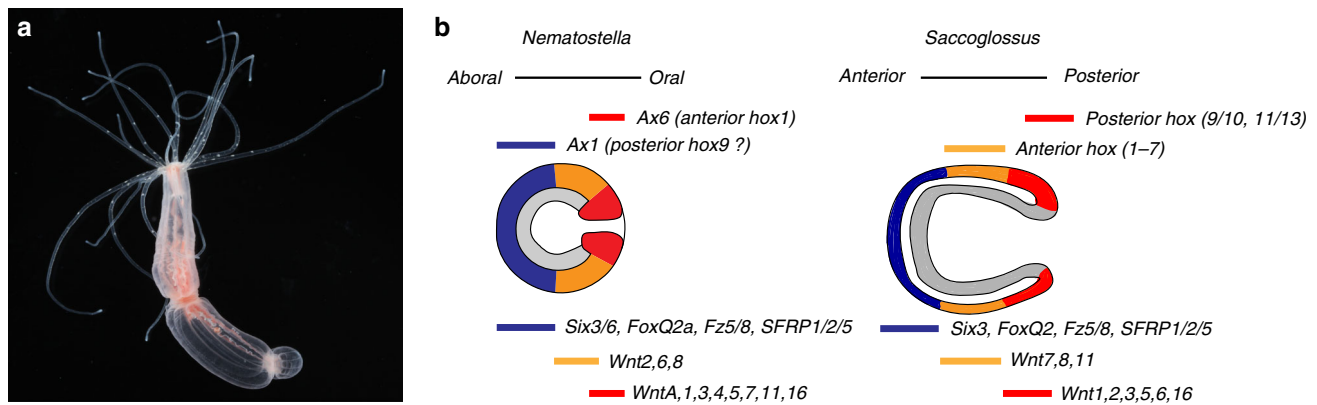 a
b
Nematostella
Aboral
Oral
Ax6 (anterior hox1)
Ax1 (posterior hox9 ?)
Six3/6, FoxQ2a, Fz5/8, SFRP1/2/5
Wnt2,6,8
WntA,1,3,4,5,7,11,16
Saccoglossus
Anterior
Posterior
Posterior hox (9/10, 11/13)
Anterior hox (1–7)
Six3, FoxQ2, Fz5/8, SFRP1/2/5
Wnt7,8,11
Wnt1,2,3,5,6,16